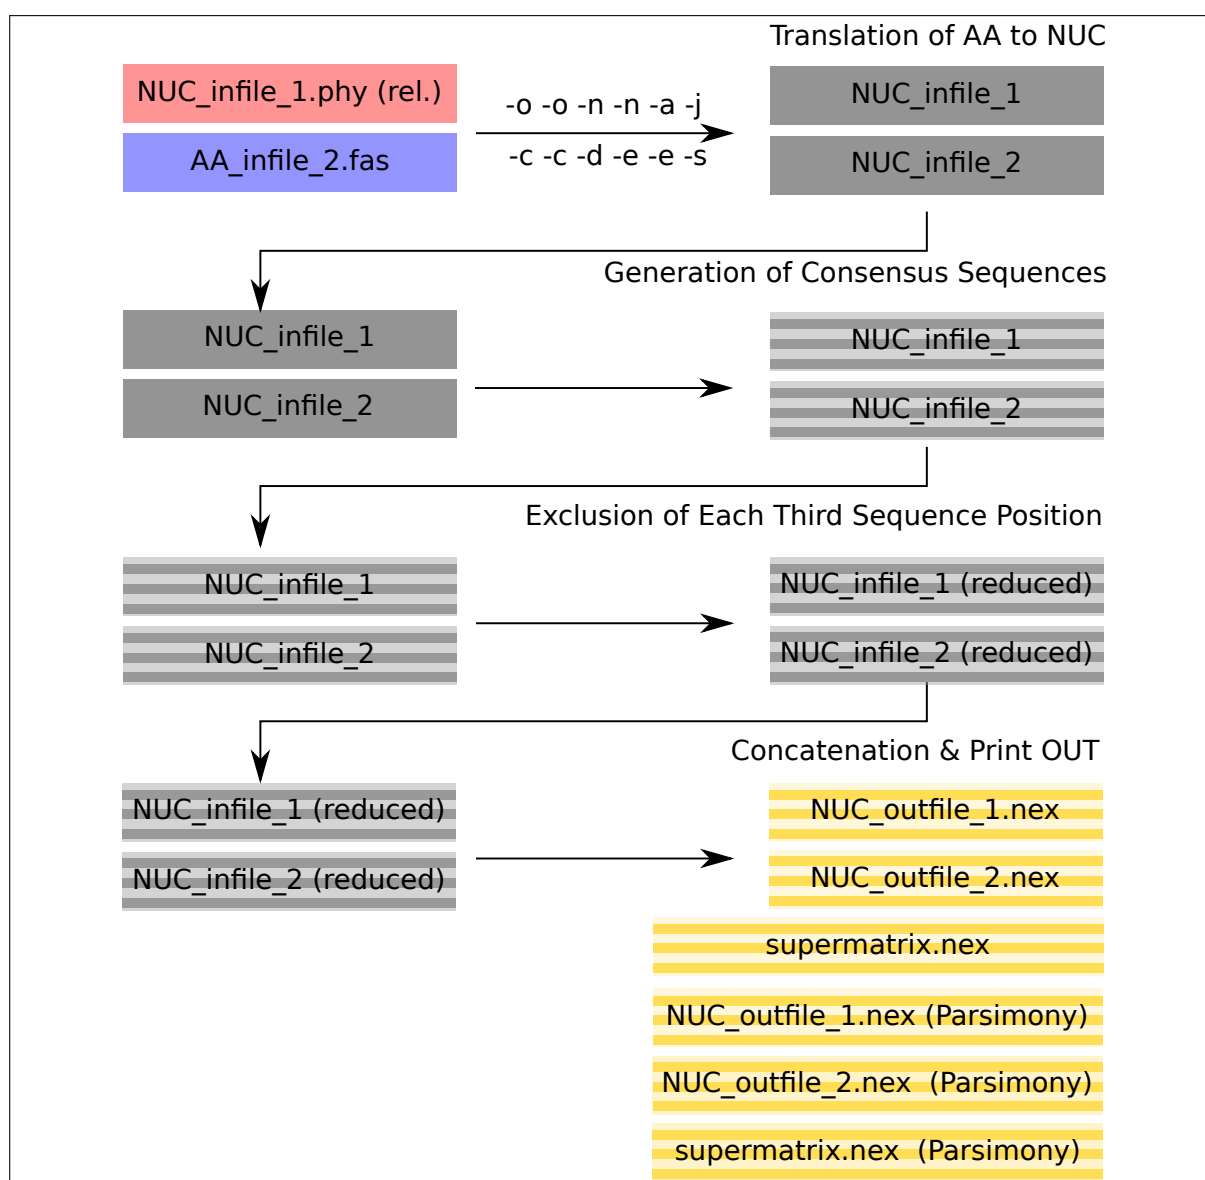 Translation of AA to NUC
NUC_infile_1.phy (rel.)
AA_infile_2.fas
-o -o -n -n -a -j
-c -c -d -e -e -s
NUC_infile_1
NUC_infile_2
Generation of Consensus Sequences
NUC_infile_1
NUC_infile_2
NUC_infile_1
NUC_infile_2
Exclusion of Each Third Sequence Position
NUC_infile_1
NUC_infile_2
NUC_infile_1 (reduced)
NUC_infile_2 (reduced)
Concatenation & Print OUT
NUC_infile_1 (reduced)
NUC_infile_2 (reduced)
NUC_outfile_1.nex
NUC_outfile_2.nex
supermatrix.nex
NUC_outfile_1.nex (Parsimony)
NUC_outfile_2.nex  (Parsimony)
supermatrix.nex  (Parsimony)